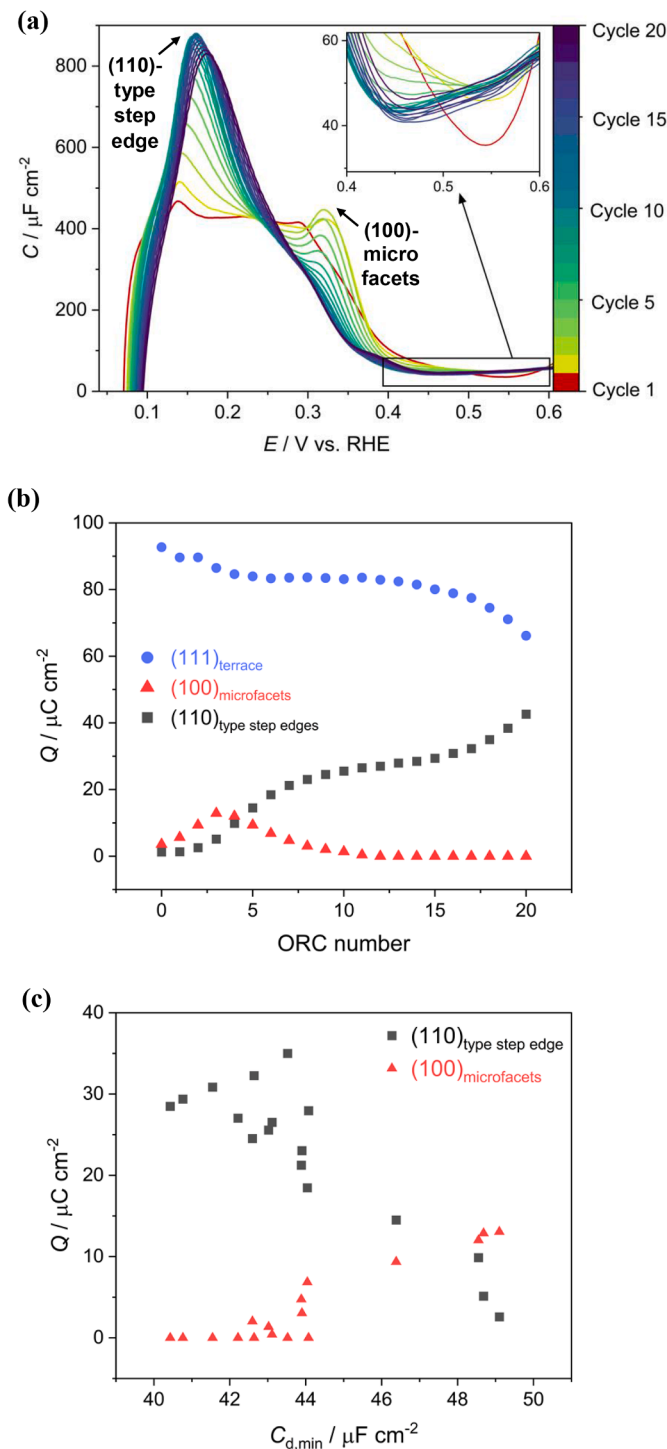 (a)
(110)-
type
step
edge
(100)-
micro
facets
C / μF cm⁻²
800
600
400
200
0
0.1 0.2 0.3 0.4 0.5 0.6
E / V vs. RHE
60
40
0.4 0.5 0.6
Cycle 20
Cycle 15
Cycle 10
Cycle 5
Cycle 1
(b)
Q / μC cm⁻²
100
80
60
40
20
0
(111)terrace
(100)microfacets
(110)type step edges
0 5 10 15 20
ORC number
(c)
Q / μC cm⁻²
40
30
20
10
0
(110)type step edge
(100)microfacets
40 42 44 46 48 50
Cd,min / μF cm⁻²